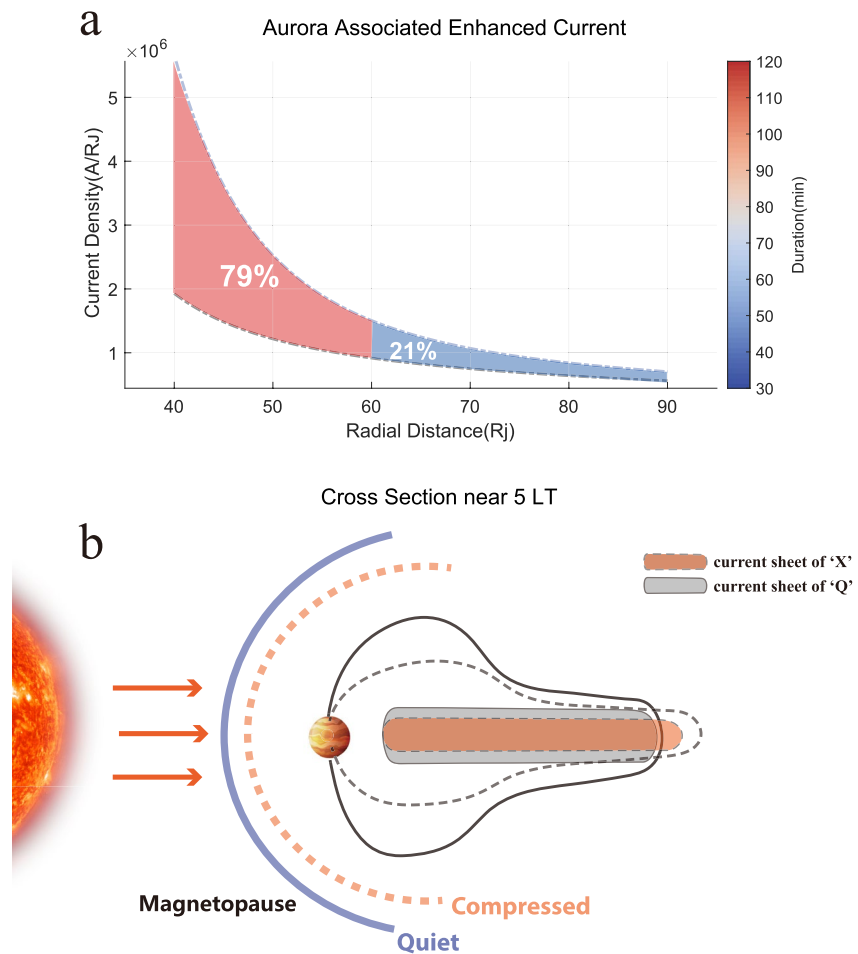 a
Aurora Associated Enhanced Current
×10⁶
5
4
3
2
1
Current Density(A/RJ)
79%
21%
40 50 60 70 80 90
Radial Distance(Rj)
120
110
100
90
80
70
60
50
40
30
Duration(min)
Cross Section near 5 LT
b
current sheet of ‘X’
current sheet of ‘Q’
Magnetopause
Compressed
Quiet